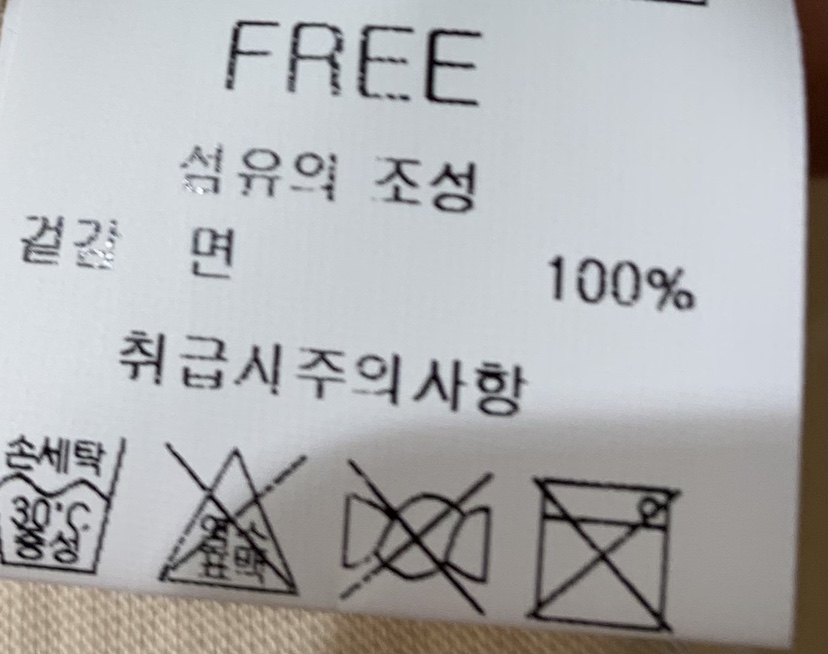 FREE
섬유의 조성
겉감 면 100%
취급시주의사항
손세탁
30℃
중성
염소
표백